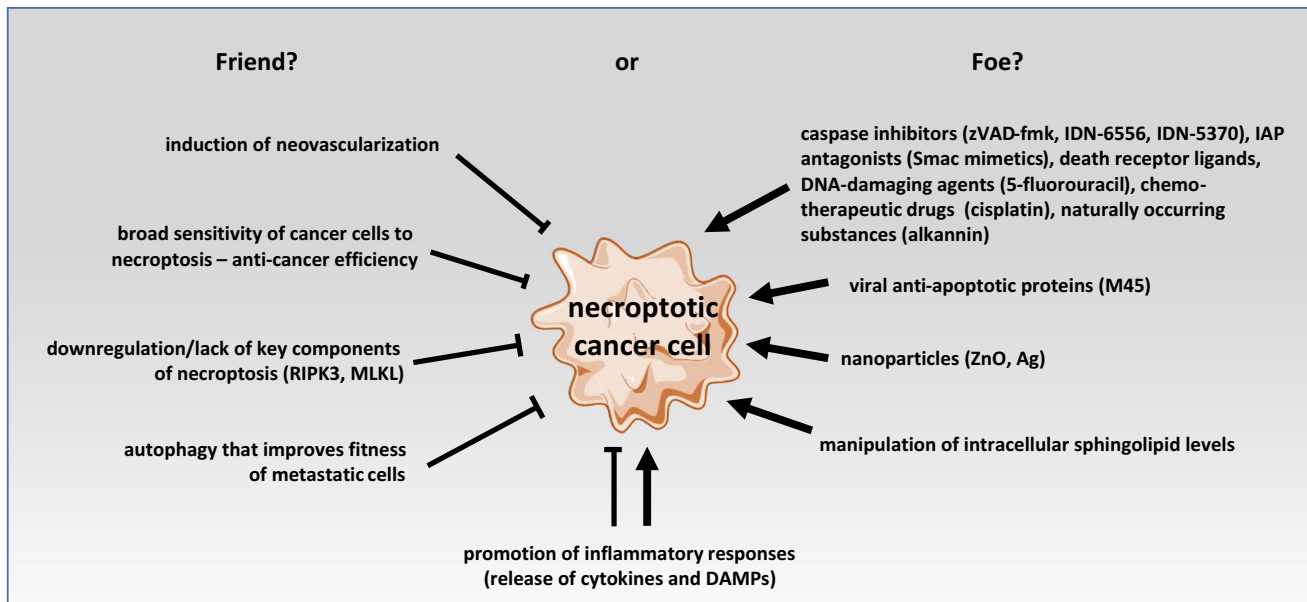 Friend?
or
Foe?
induction of neovascularization
broad sensitivity of cancer cells to
necroptosis – anti-cancer efficiency
downregulation/lack of key components
of necroptosis (RIPK3, MLKL)
autophagy that improves fitness
of metastatic cells
necroptotic
cancer cell
caspase inhibitors (zVAD-fmk, IDN-6556, IDN-5370), IAP
antagonists (Smac mimetics), death receptor ligands,
DNA-damaging agents (5-fluorouracil), chemo-
therapeutic drugs (cisplatin), naturally occurring
substances (alkannin)
viral anti-apoptotic proteins (M45)
nanoparticles (ZnO, Ag)
manipulation of intracellular sphingolipid levels
promotion of inflammatory responses
(release of cytokines and DAMPs)